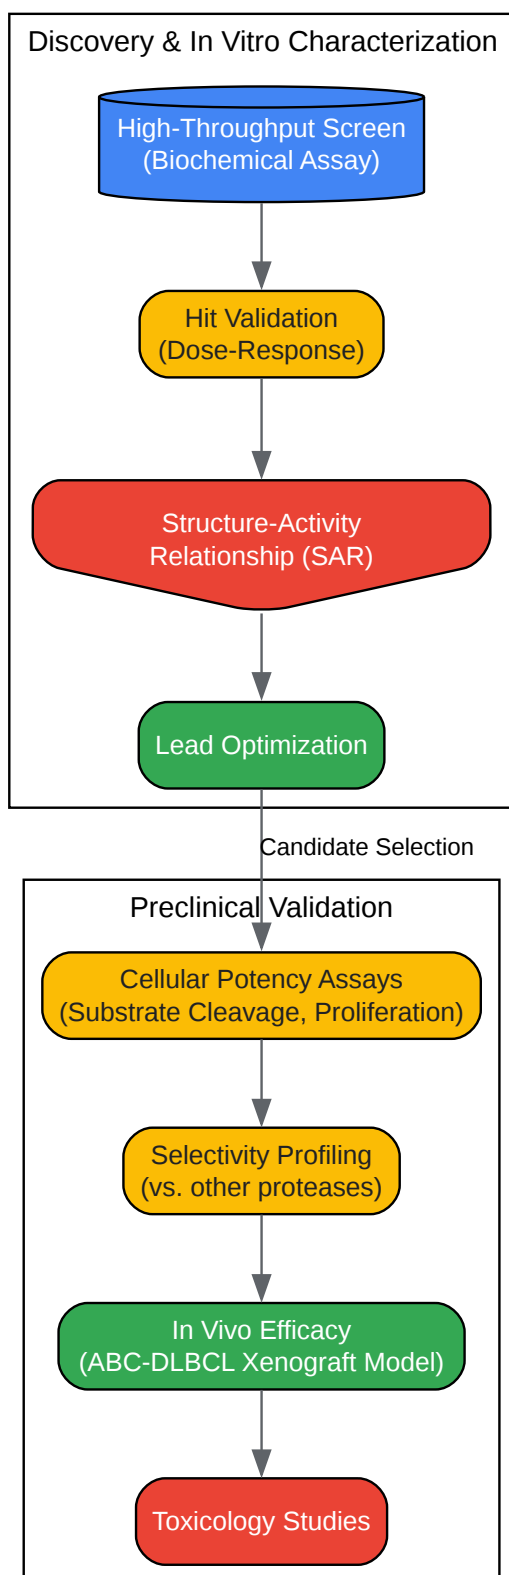 Discovery & In Vitro Characterization
High-Throughput Screen
(Biochemical Assay)
Hit Validation
(Dose-Response)
Structure-Activity
Relationship (SAR)
Lead Optimization
Candidate Selection
Preclinical Validation
Cellular Potency Assays
(Substrate Cleavage, Proliferation)
Selectivity Profiling
(vs. other proteases)
In Vivo Efficacy
(ABC-DLBCL Xenograft Model)
Toxicology Studies